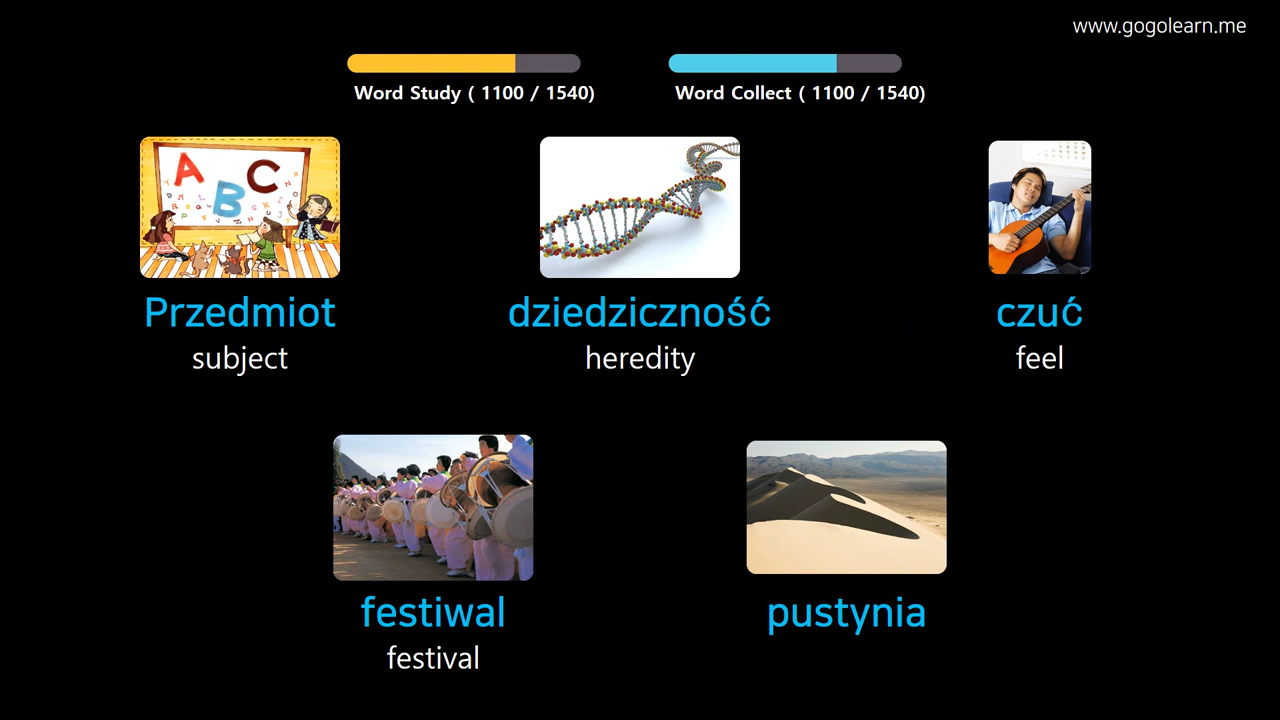 www.gogolearn.me
Word Study ( 1100 / 1540)
Word Collect ( 1100 / 1540)
A B C
Przedmiot
subject
dziedziczność
heredity
czuć
feel
festiwal
festival
pustynia